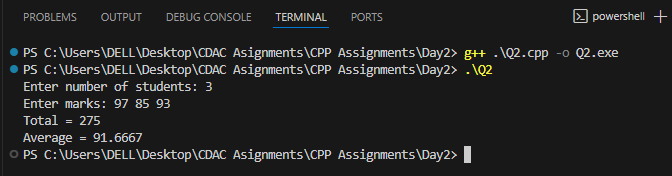 PROBLEMS OUTPUT DEBUG CONSOLE TERMINAL PORTS powershell
PS C:\Users\DELL\Desktop\CDAC Asignments\CPP Assignments\Day2> g++ .\Q2.cpp -o Q2.exe
PS C:\Users\DELL\Desktop\CDAC Asignments\CPP Assignments\Day2> .\Q2
Enter number of students: 3
Enter marks: 97 85 93
Total = 275
Average = 91.6667
PS C:\Users\DELL\Desktop\CDAC Asignments\CPP Assignments\Day2>